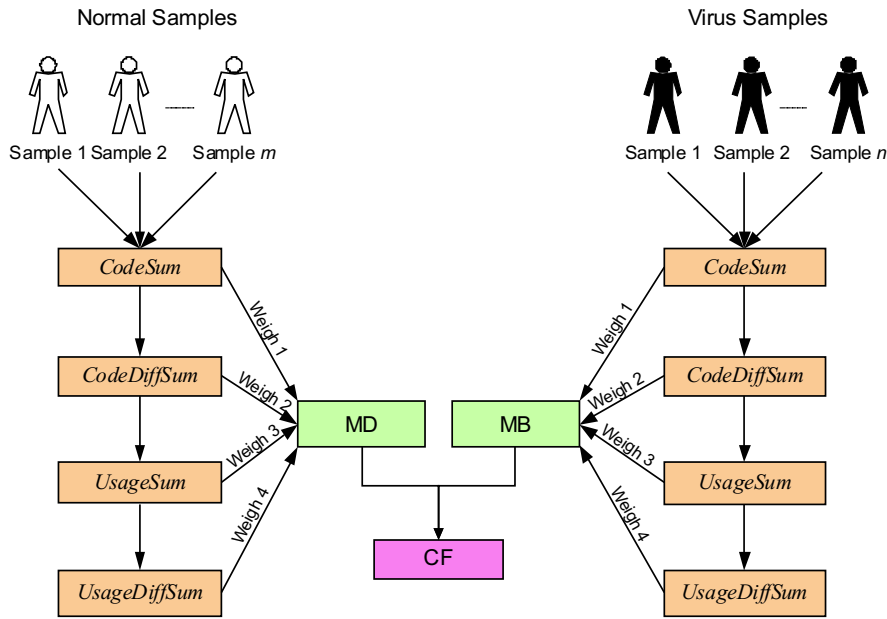 Normal Samples
Virus Samples
Sample 1 Sample 2 Sample m
Sample 1 Sample 2 Sample n
CodeSum
CodeSum
Weigh 1
Weigh 1
CodeDiffSum
CodeDiffSum
Weigh 2
Weigh 2
MD
MB
Weigh 3
Weigh 3
UsageSum
UsageSum
Weigh 4
Weigh 4
CF
UsageDiffSum
UsageDiffSum